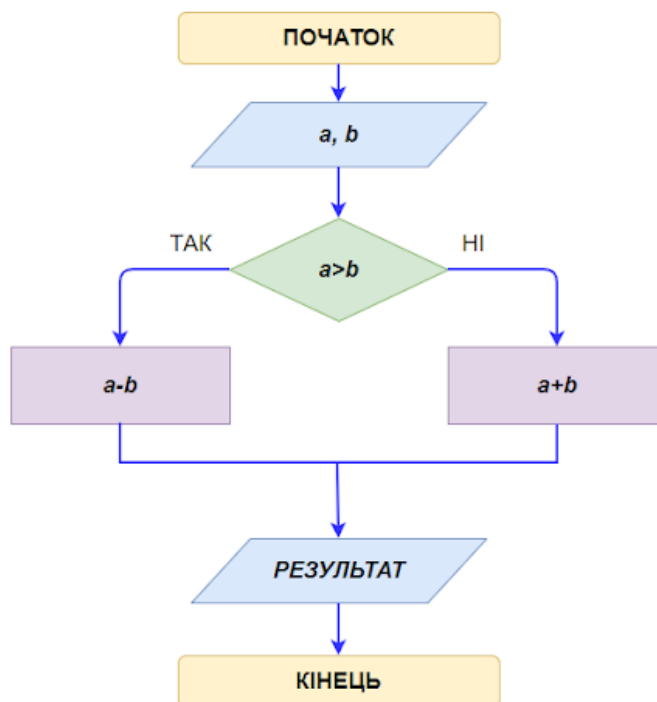 ПОЧАТОК
a, b
ТАК
a>b
НІ
a-b
a+b
РЕЗУЛЬТАТ
КІНЕЦЬ